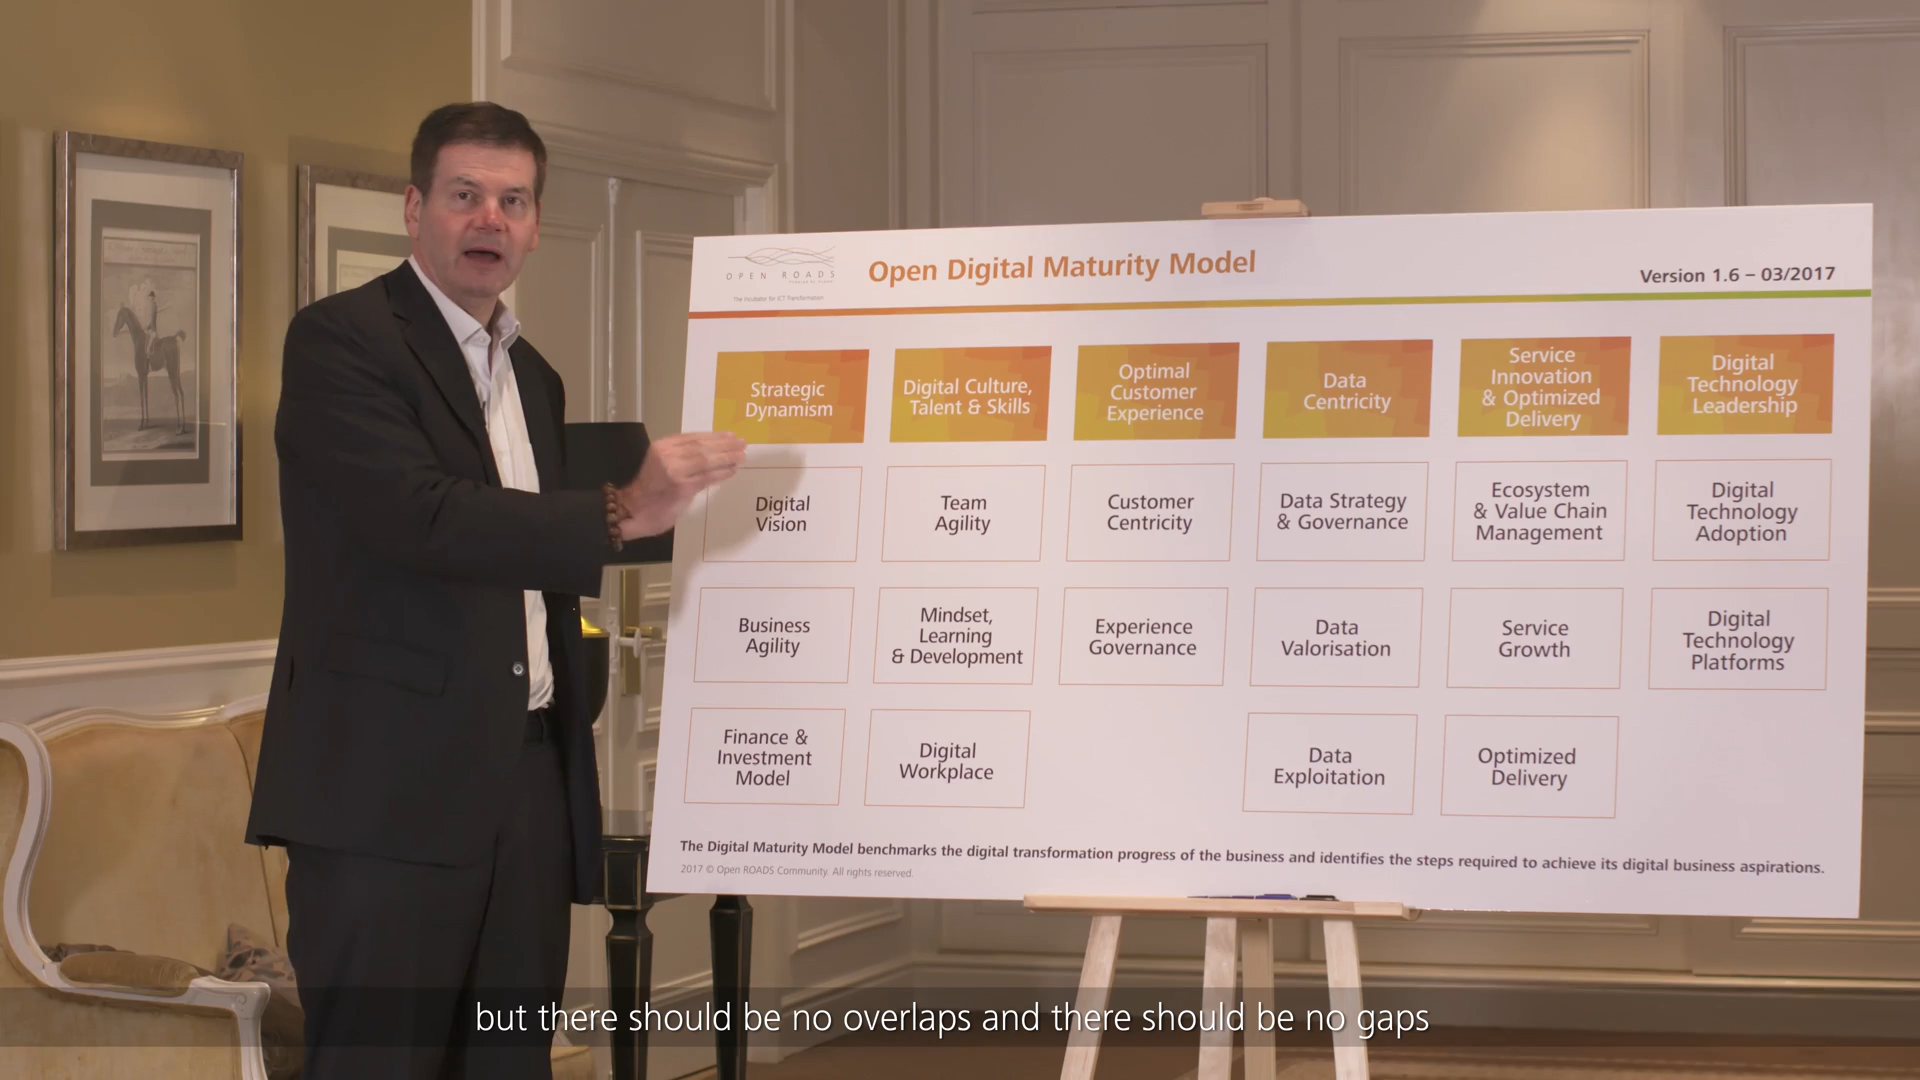 OPEN ROADS
The Incubator for ICT Transformation
Open Digital Maturity Model
Version 1.6 – 03/2017
Strategic
Dynamism
Digital Culture,
Talent & Skills
Optimal
Customer
Experience
Data
Centricity
Service
Innovation
& Optimized
Delivery
Digital
Technology
Leadership
Digital
Vision
Team
Agility
Customer
Centricity
Data Strategy
& Governance
Ecosystem
& Value Chain
Management
Digital
Technology
Adoption
Business
Agility
Mindset,
Learning
& Development
Experience
Governance
Data
Valorisation
Service
Growth
Digital
Technology
Platforms
Finance &
Investment
Model
Digital
Workplace
Data
Exploitation
Optimized
Delivery
The Digital Maturity Model benchmarks the digital transformation progress of the business and identifies the steps required to achieve its digital business aspirations.
2017 © Open ROADS Community. All rights reserved.
but there should be no overlaps and there should be no gaps